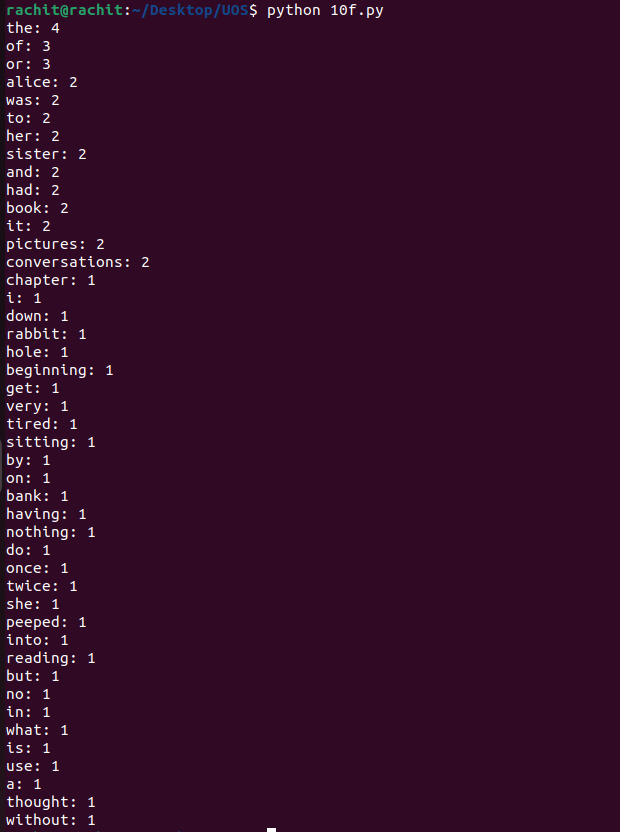 rachit@rachit:~/Desktop/UOS$ python 10f.py
the: 4
of: 3
or: 3
alice: 2
was: 2
to: 2
her: 2
sister: 2
and: 2
had: 2
book: 2
it: 2
pictures: 2
conversations: 2
chapter: 1
i: 1
down: 1
rabbit: 1
hole: 1
beginning: 1
get: 1
very: 1
tired: 1
sitting: 1
by: 1
on: 1
bank: 1
having: 1
nothing: 1
do: 1
once: 1
twice: 1
she: 1
peeped: 1
into: 1
reading: 1
but: 1
no: 1
in: 1
what: 1
is: 1
use: 1
a: 1
thought: 1
without: 1